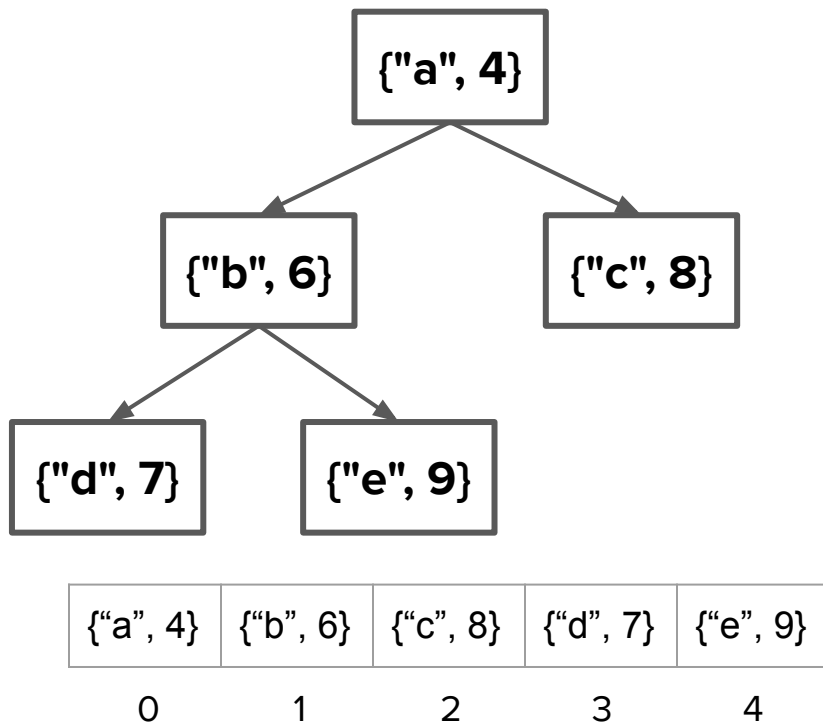 {"a", 4}
{"b", 6} {"c", 8}
{"d", 7} {"e", 9}
{“a”, 4} {“b”, 6} {“c”, 8} {“d”, 7} {“e”, 9}
0 1 2 3 4